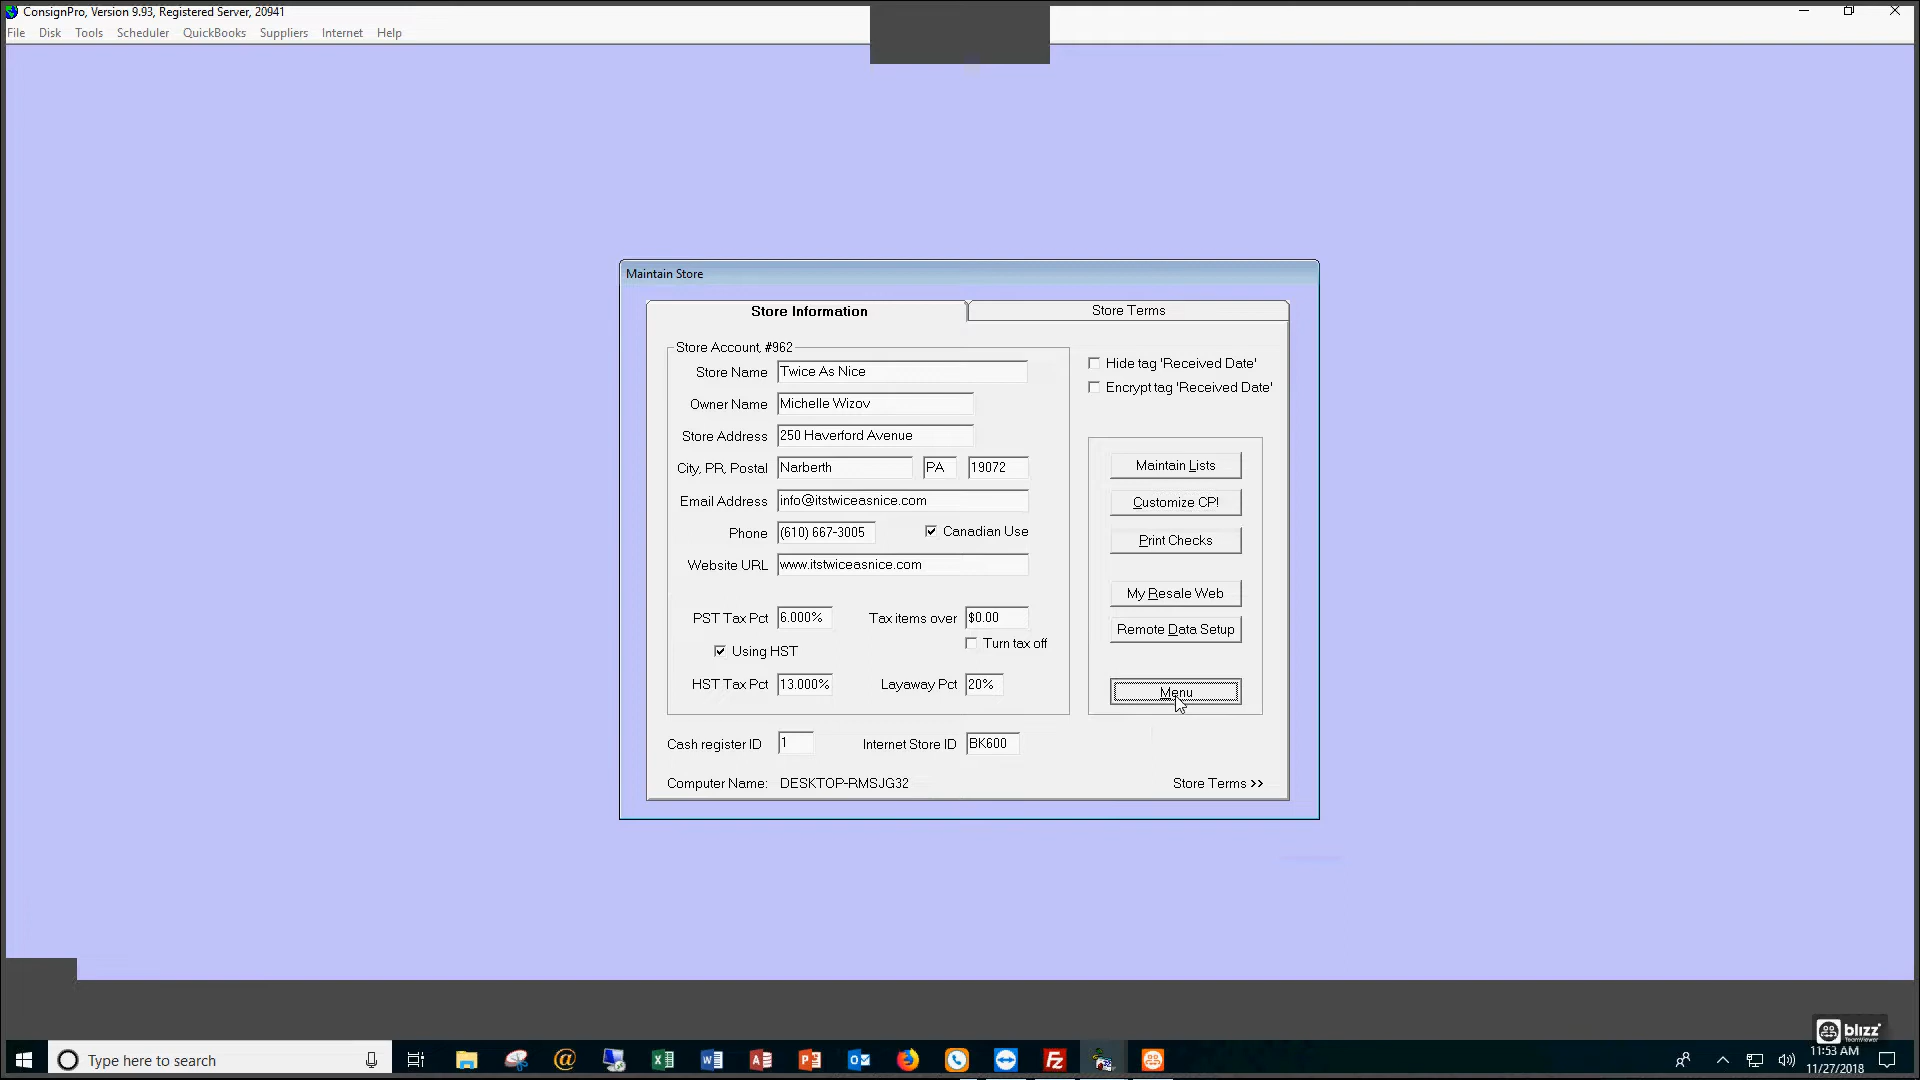 ConsignPro, Version 9.93, Registered Server, 20941
File Disk Tools Scheduler QuickBooks Suppliers Internet Help
Maintain Store
Store Information
Store Terms
Store Account, #962
Store Name Twice As Nice
Owner Name Michelle Wizov
Store Address 250 Haverford Avenue
City, PR, Postal Narberth PA 19072
Email Address info@itstwiceasnice.com
Phone (610) 667-3005 Canadian Use
Website URL www.itstwiceasnice.com
PST Tax Pct 6.000% Tax items over $0.00
Using HST Turn tax off
HST Tax Pct 13.000% Layaway Pct 20%
Cash register ID 1 Internet Store ID BK600
Computer Name: DESKTOP-RMSJG32
Hide tag 'Received Date'
Encrypt tag 'Received Date'
Maintain Lists
Customize CP!
Print Checks
My Resale Web
Remote Data Setup
Menu
Store Terms >>
blizz
TeamViewer
Type here to search
11:53 AM
11/27/2018